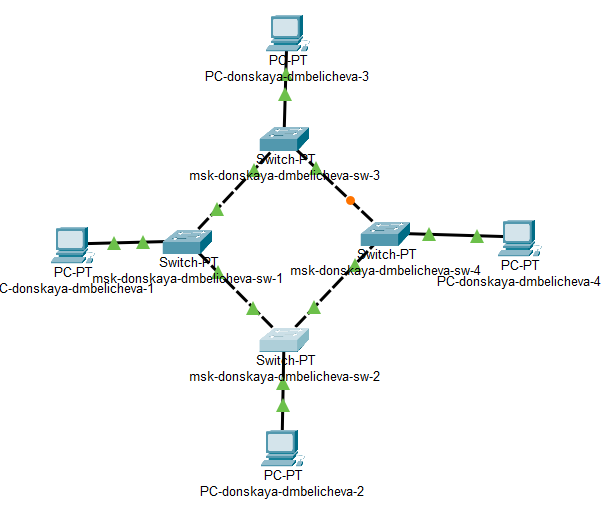 PC-PT
PC-donskaya-dmbelicheva-3
Switch-PT
msk-donskaya-dmbelicheva-sw-3
Switch-PT
msk-donskaya-dmbelicheva-sw-1
Switch-PT
msk-donskaya-dmbelicheva-sw-4
PC-PT
C-donskaya-dmbelicheva-1
PC-PT
PC-donskaya-dmbelicheva-4
Switch-PT
msk-donskaya-dmbelicheva-sw-2
PC-PT
PC-donskaya-dmbelicheva-2